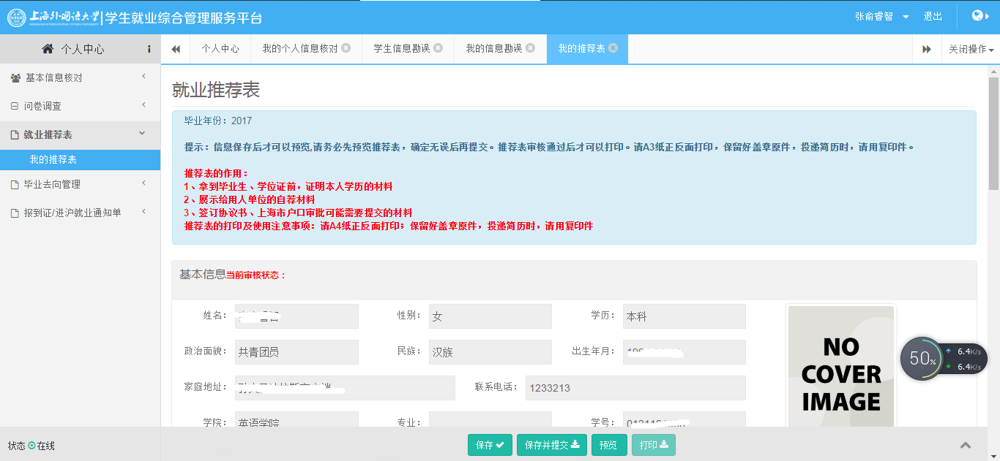 上海外国语大学 学生就业综合管理服务平台
SHANGHAI INTERNATIONAL STUDIES UNIVERSITY
张俞睿智 退出
个人中心
个人中心 我的个人信息核对 学生信息勘误 我的信息勘误 我的推荐表 关闭操作
基本信息核对
问卷调查
就业推荐表
我的推荐表
毕业去向管理
报到证/进沪就业通知单
就业推荐表
毕业年份：2017
提示：信息保存后才可以预览,请务必先预览推荐表，确定无误后再提交。推荐表审核通过后才可以打印。请A3纸正反面打印，保留好盖章原件，投递简历时，请用复印件。
推荐表的作用：
1、拿到毕业生、学位证前，证明本人学历的材料
2、展示给用人单位的自荐材料
3、签订协议书、上海市户口审批可能需要提交的材料
推荐表的打印及使用注意事项：请A4纸正反面打印；保留好盖章原件，投递简历时，请用复印件
基本信息当前审核状态：
姓名： 性别： 女 学历： 本科
政治面貌： 共青团员 民族： 汉族 出生年月：
家庭地址： 联系电话： 1233213
学院： 英语学院 专业： 学号：
NO
COVER
IMAGE
50%
6.4K/s
6.4K/s
状态 在线
保存 保存并提交 预览 打印